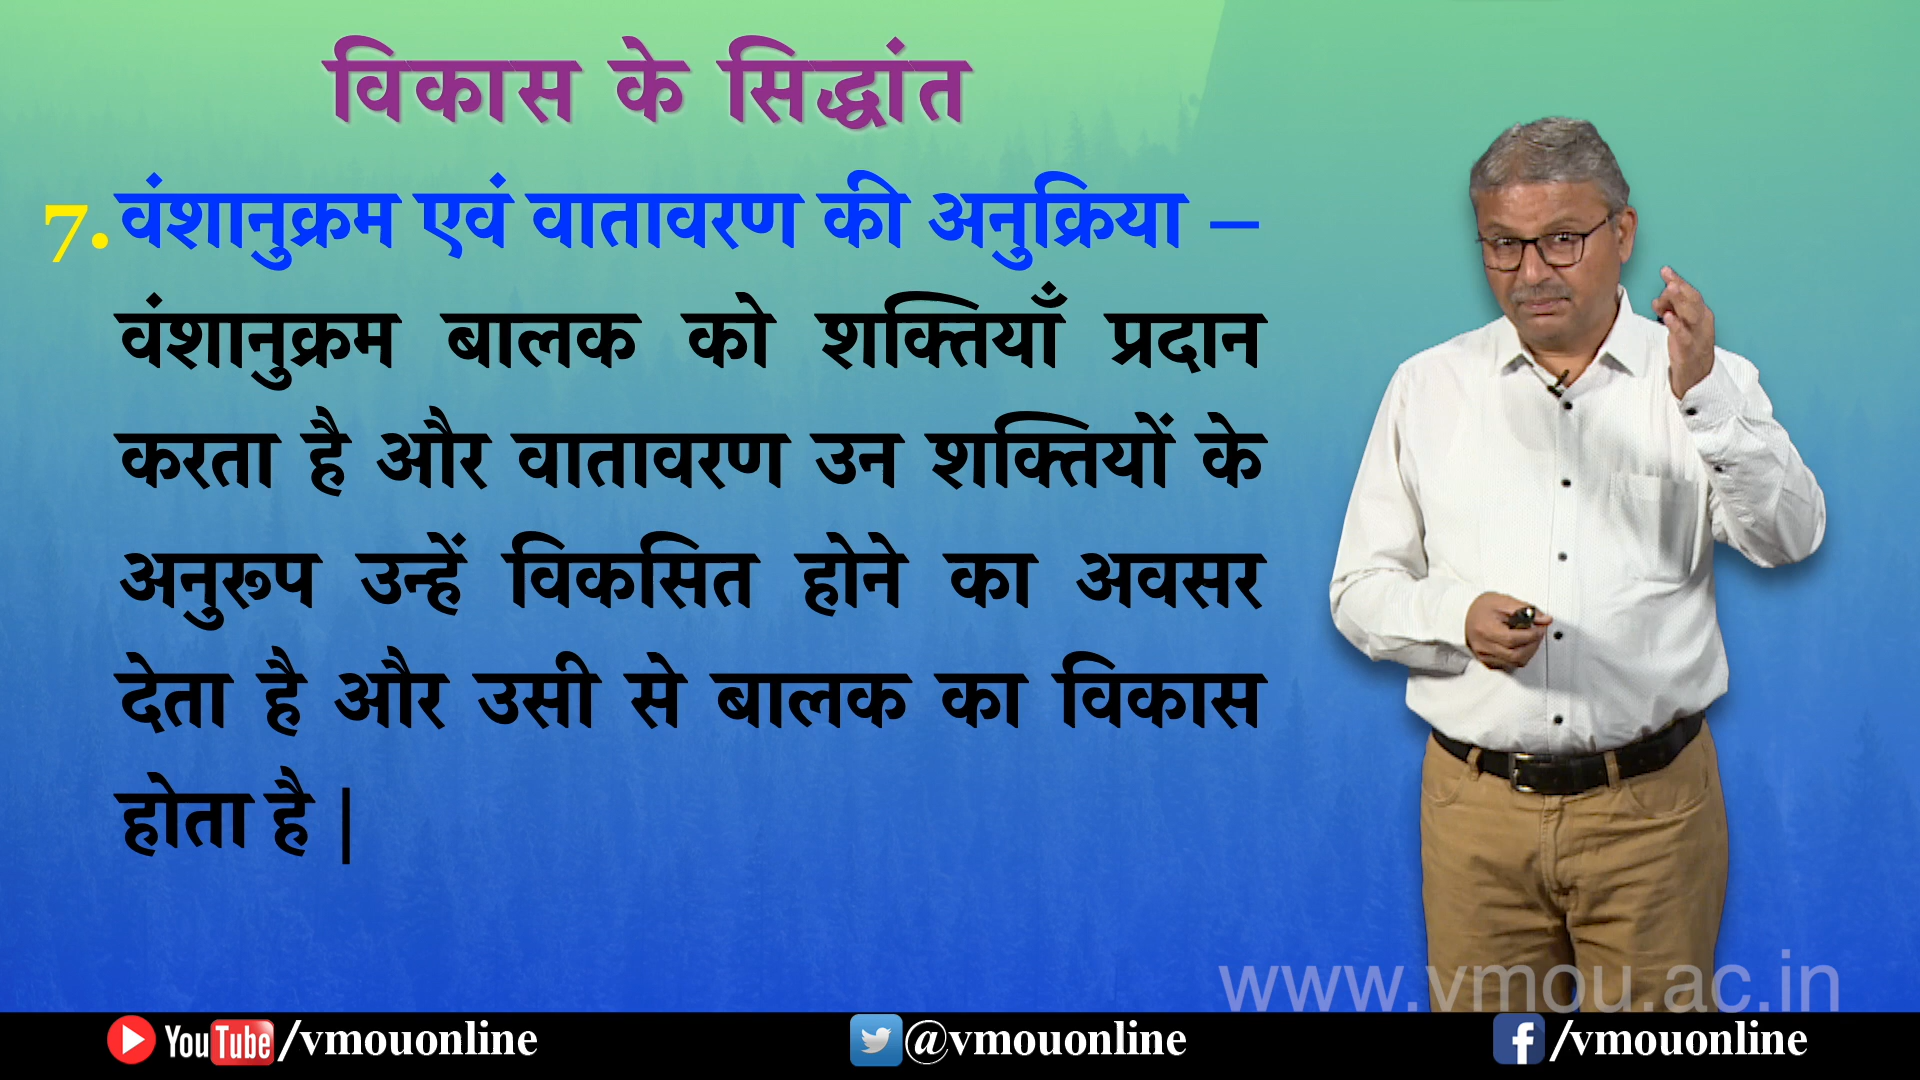 विकास के सिद्धांत
7. वंशानुक्रम एवं वातावरण की अनुक्रिया –
वंशानुक्रम बालक को शक्तियाँ प्रदान
करता है और वातावरण उन शक्तियों के
अनुरूप उन्हें विकसित होने का अवसर
देता है और उसी से बालक का विकास
होता है |
www.vmou.ac.in
YouTube /vmouonline @vmouonline /vmouonline